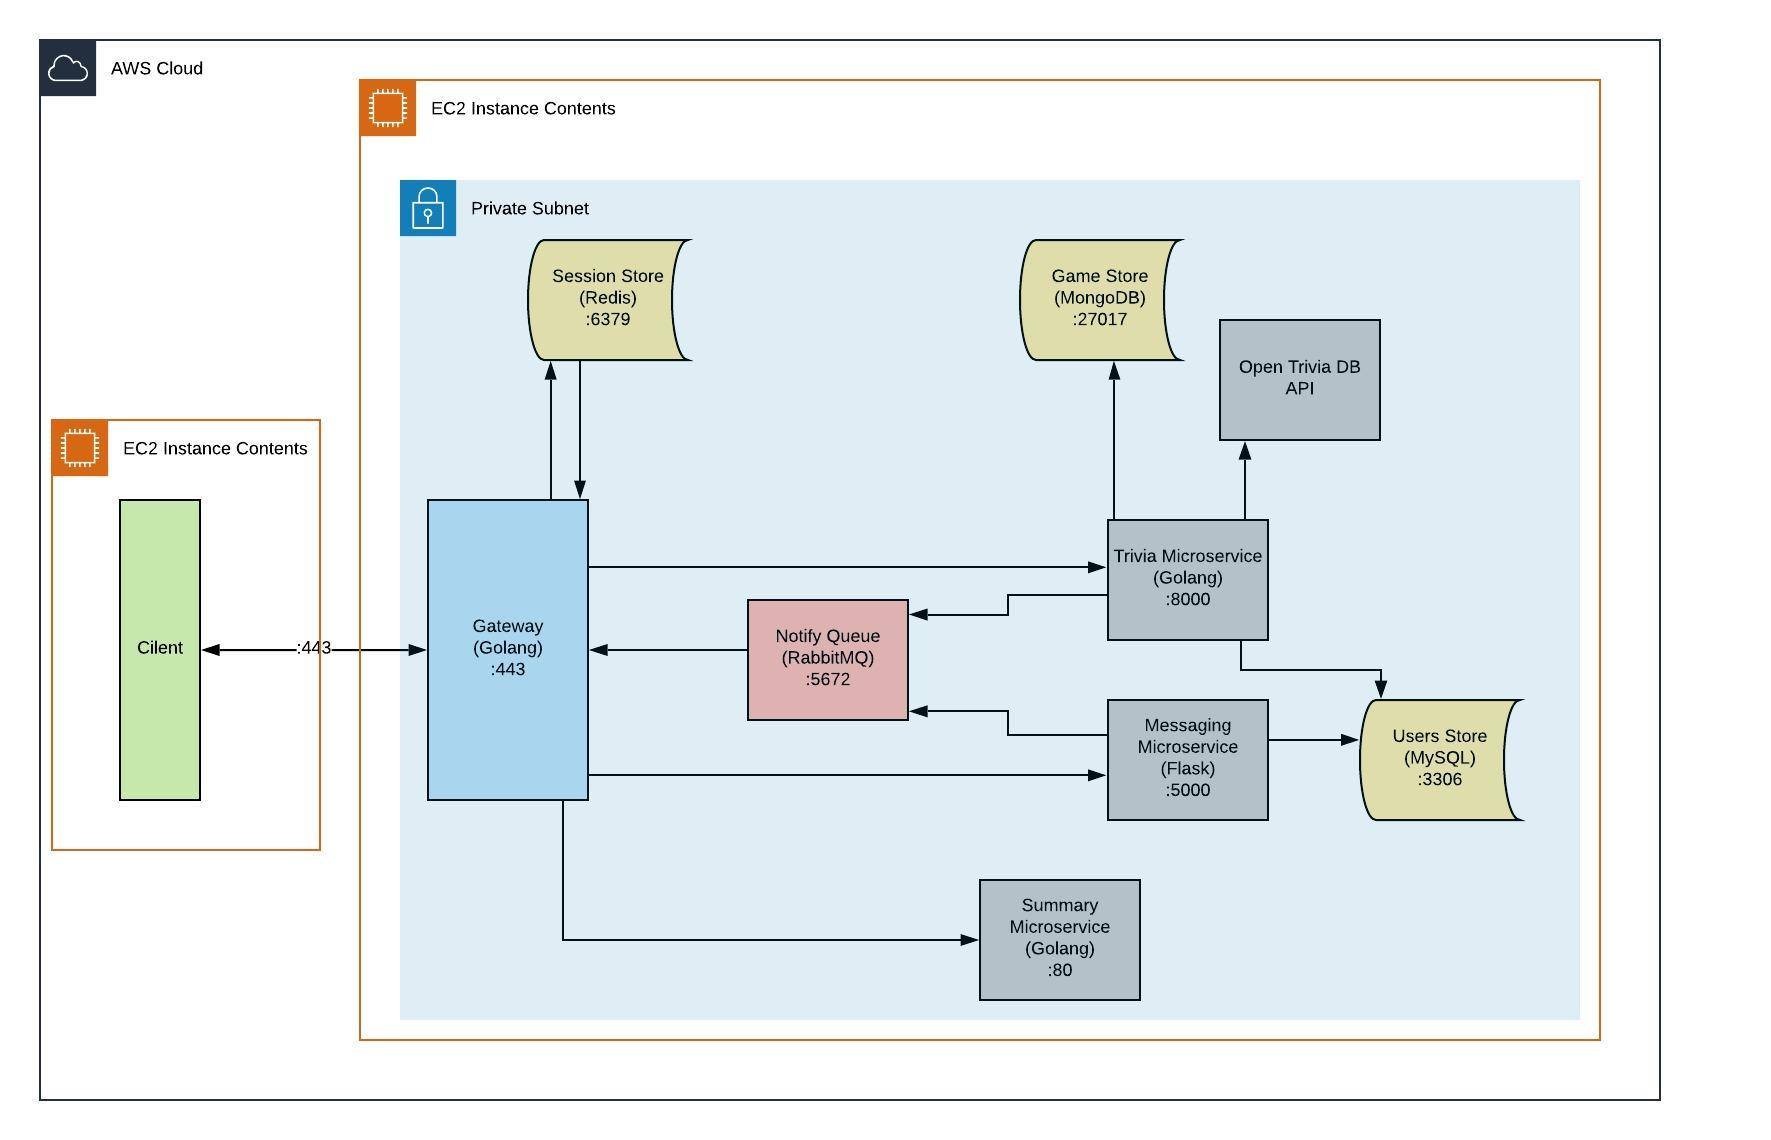 AWS Cloud
EC2 Instance Contents
Private Subnet
Session Store
(Redis)
:6379
Game Store
(MongoDB)
:27017
Open Trivia DB
API
EC2 Instance Contents
Cilent
:443
Gateway
(Golang)
:443
Notify Queue
(RabbitMQ)
:5672
Trivia Microservice
(Golang)
:8000
Messaging
Microservice
(Flask)
:5000
Users Store
(MySQL)
:3306
Summary
Microservice
(Golang)
:80